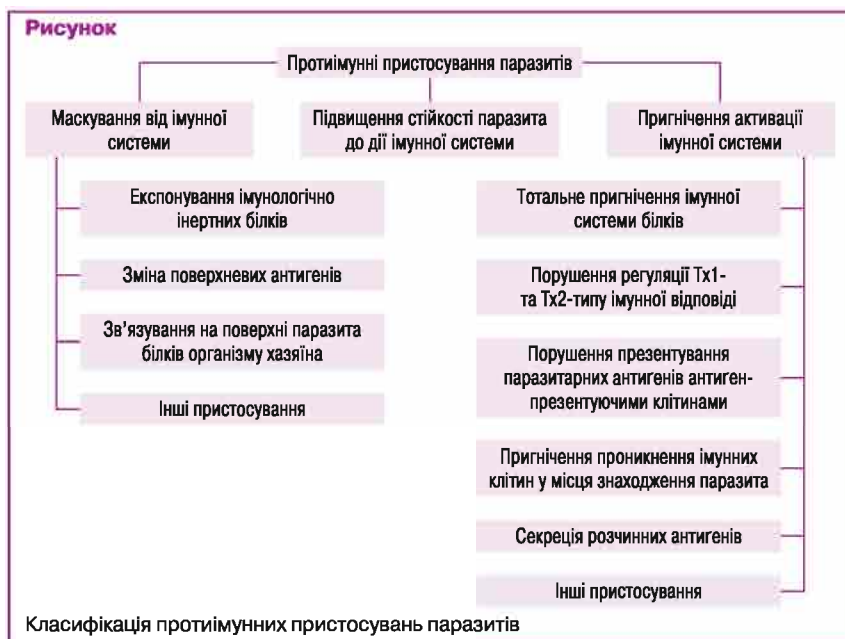 Рисунок
Протиімунні пристосування паразитів
Маскування від імунної
системи
Підвищення стійкості паразита
до дії імунної системи
Пригнічення активації
імунної системи
Експонування імунологічно
інертних білків
Зміна поверхневих антигенів
Зв'язування на поверхні паразита
білків організму хазяїна
Інші пристосування
Тотальне пригнічення імунної
системи білків
Порушення регуляції Тх1-
та Тх2-типу імунної відповіді
Порушення презентування
паразитарних антигенів антиген-
презентуючими клітинами
Пригнічення проникнення імунних
клітин у місця знаходження паразита
Секреція розчинних антигенів
Інші пристосування
Класифікація протиімунних пристосувань паразитів